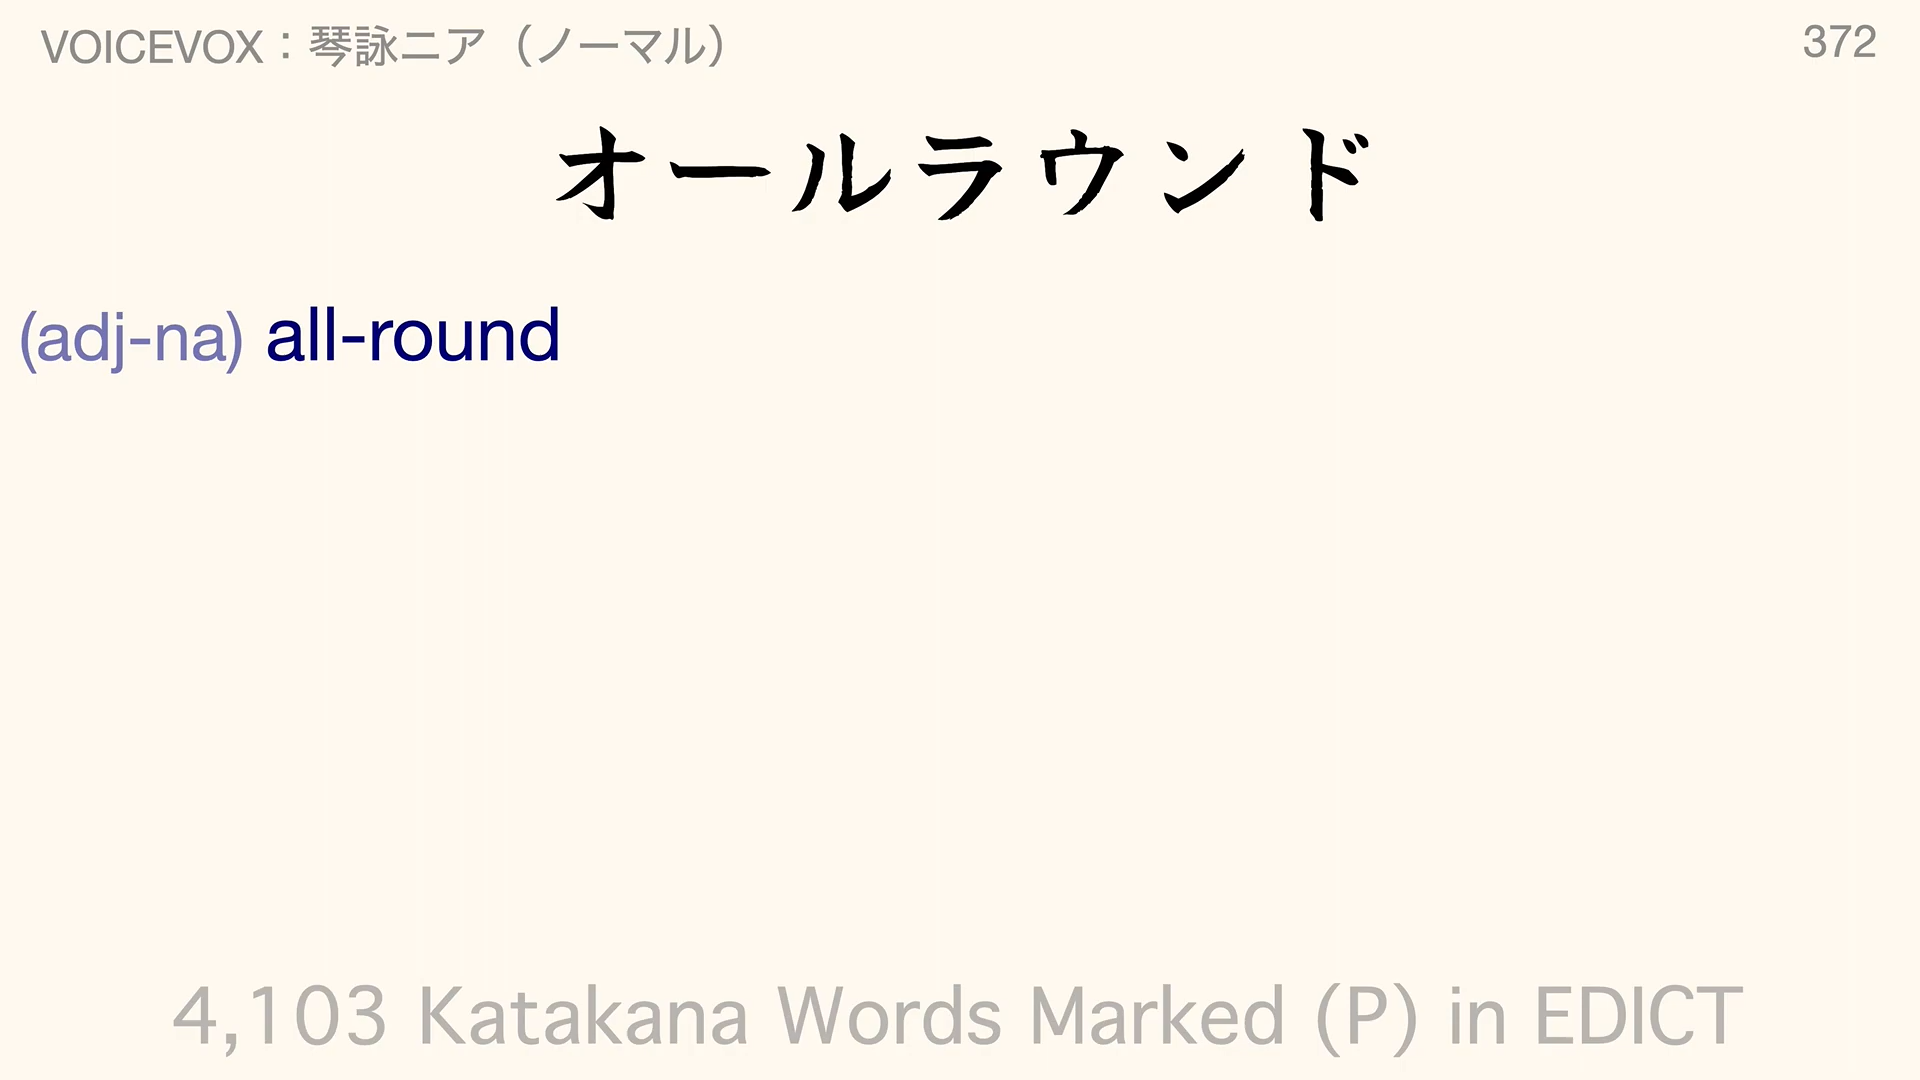 VOICEVOX：琴詠ニア（ノーマル）
372
オールラウンド
(adj-na) all-round
4,103 Katakana Words Marked (P) in EDICT